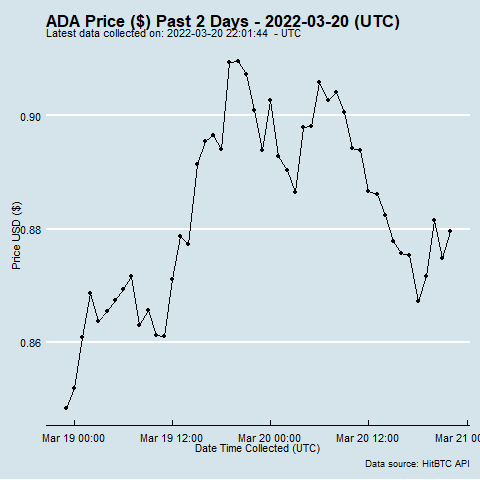 ADA Price ($) Past 2 Days - 2022-03-20 (UTC)
Latest data collected on: 2022-03-20 22:01:44  - UTC
0.90
0.88
0.86
Price USD ($)
Mar 19 00:00 Mar 19 12:00 Mar 20 00:00 Mar 20 12:00 Mar 21 00
Date Time Collected (UTC)
Data source: HitBTC API